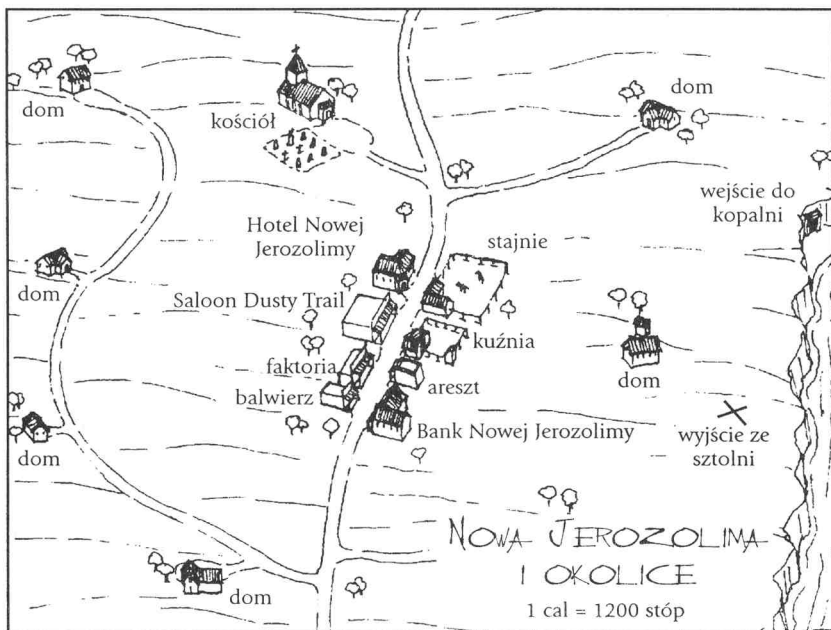 dom
kościół
dom
wejście do
kopalni
Hotel Nowej
Jerozolimy
stajnie
dom
Saloon Dusty Trail
kuźnia
faktoria
dom
balwierz
areszt
Bank Nowej Jerozolimy
wyjście ze
sztolni
dom
NOWA JEROZOLIMA
I OKOLICE
dom
1 cal = 1200 stóp